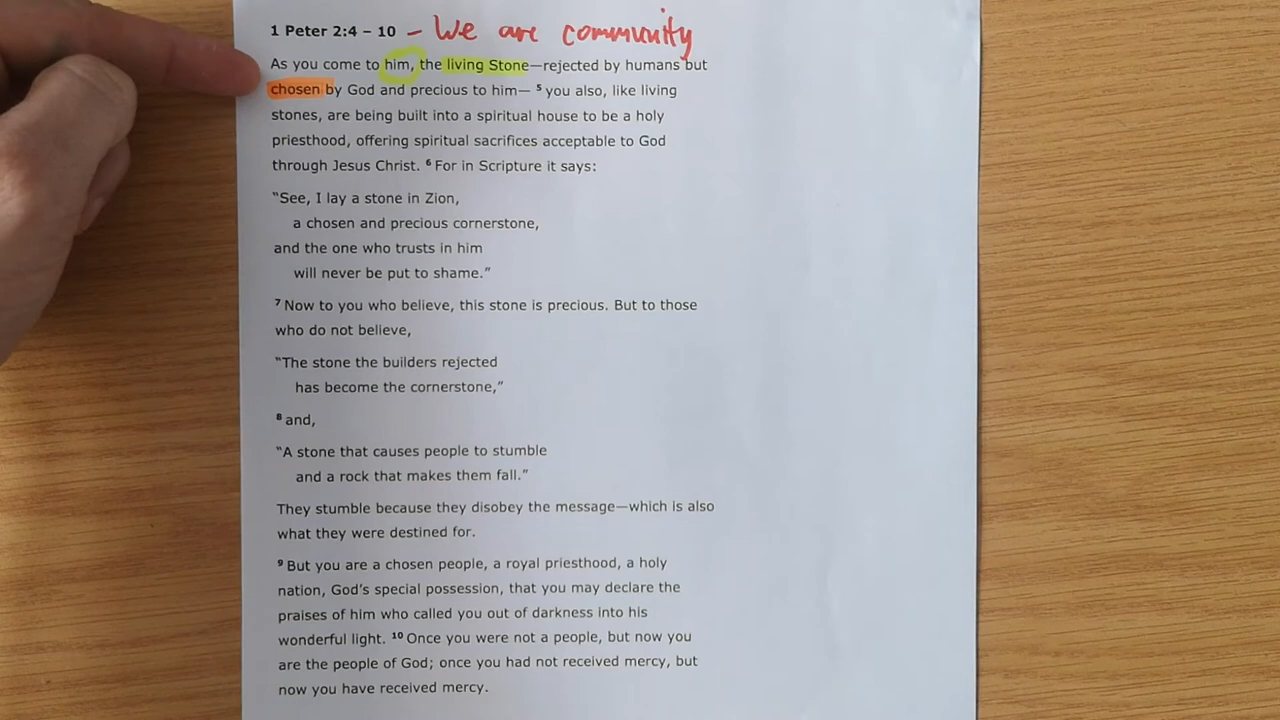 1 Peter 2:4 – 10 – We are community
As you come to him, the living Stone—rejected by humans but
chosen by God and precious to him— ⁵ you also, like living
stones, are being built into a spiritual house to be a holy
priesthood, offering spiritual sacrifices acceptable to God
through Jesus Christ. ⁶ For in Scripture it says:
“See, I lay a stone in Zion,
a chosen and precious cornerstone,
and the one who trusts in him
will never be put to shame.”
⁷ Now to you who believe, this stone is precious. But to those
who do not believe,
“The stone the builders rejected
has become the cornerstone,”
⁸ and,
“A stone that causes people to stumble
and a rock that makes them fall.”
They stumble because they disobey the message—which is also
what they were destined for.
⁹ But you are a chosen people, a royal priesthood, a holy
nation, God’s special possession, that you may declare the
praises of him who called you out of darkness into his
wonderful light. ¹⁰ Once you were not a people, but now you
are the people of God; once you had not received mercy, but
now you have received mercy.